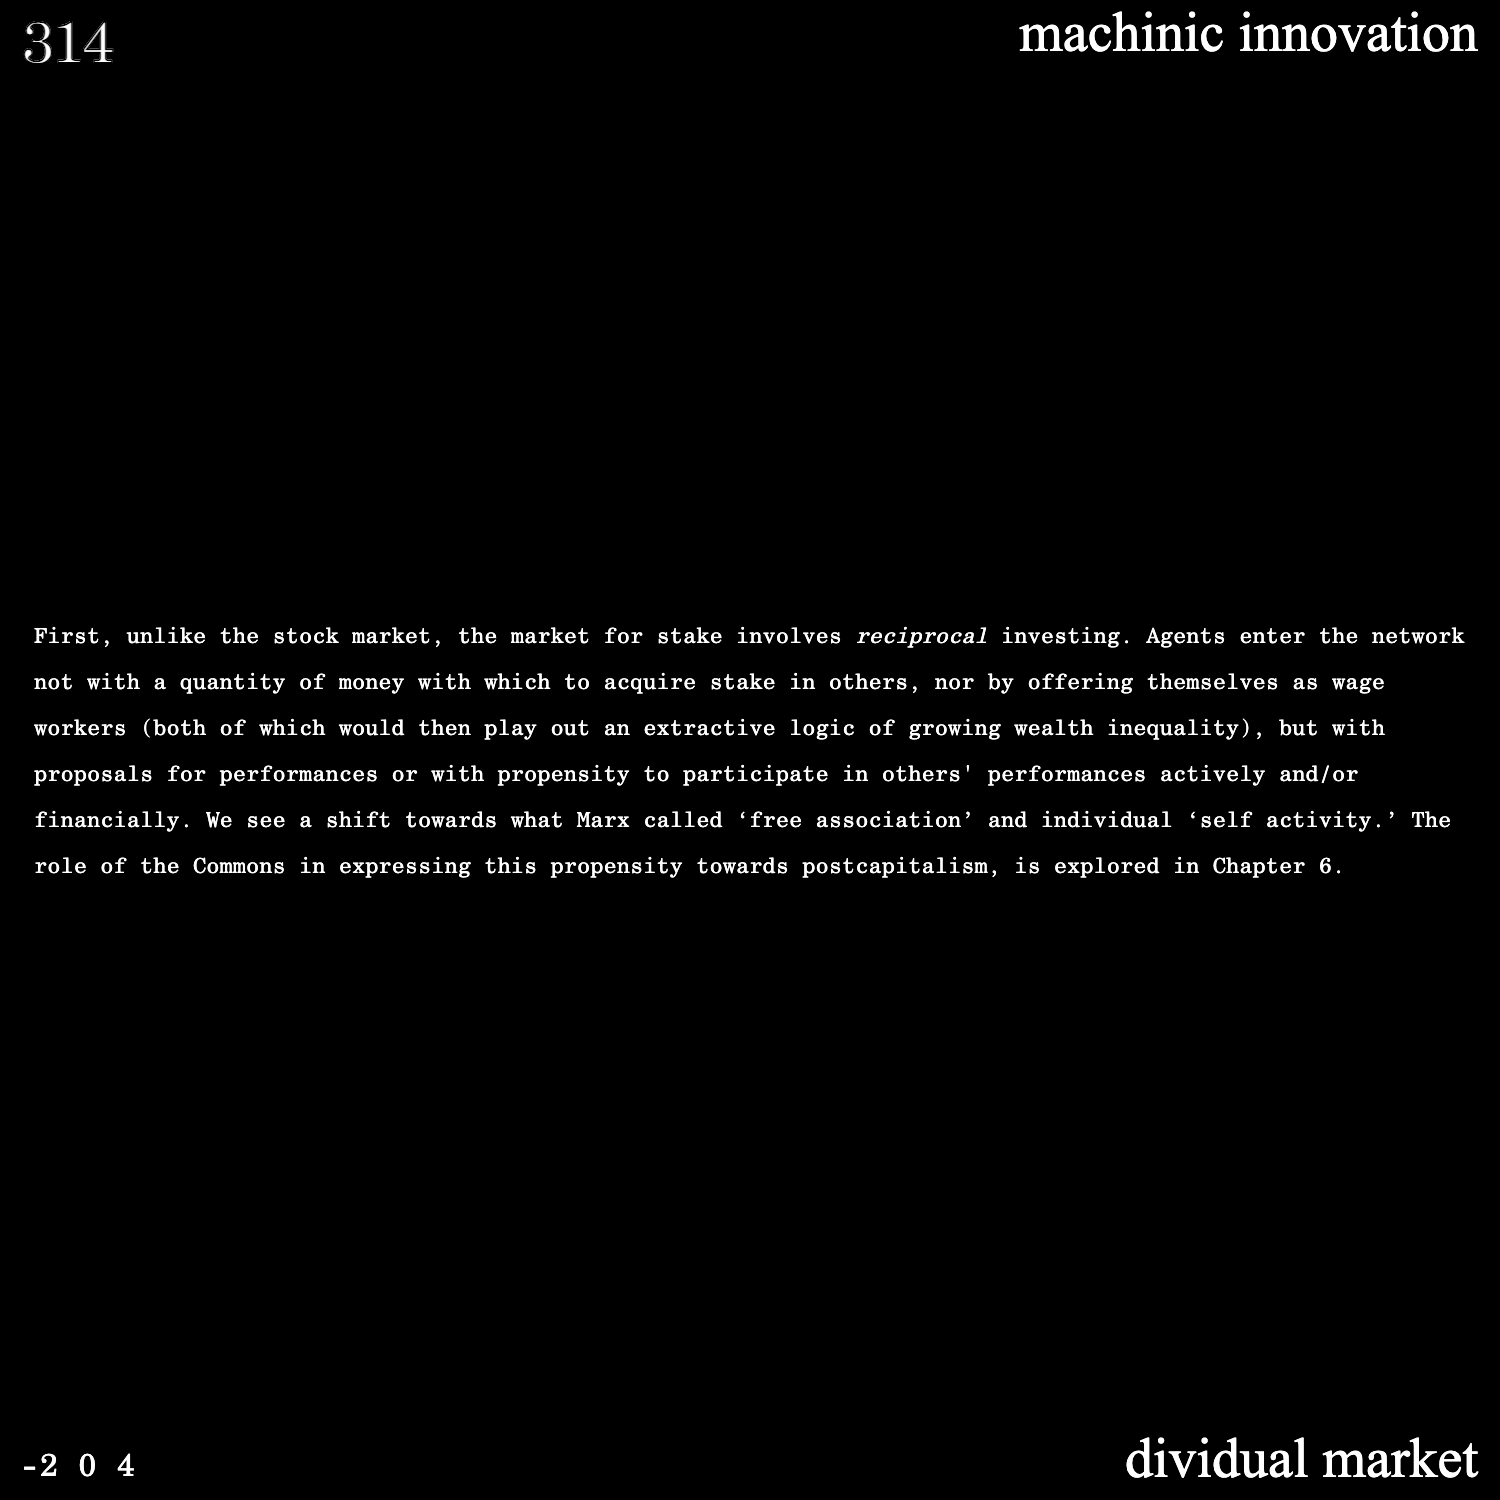 314
machinic innovation
First, unlike the stock market, the market for stake involves reciprocal investing. Agents enter the network
not with a quantity of money with which to acquire stake in others, nor by offering themselves as wage
workers (both of which would then play out an extractive logic of growing wealth inequality), but with
proposals for performances or with propensity to participate in others' performances actively and/or
financially. We see a shift towards what Marx called ‘free association’ and individual ‘self activity.’ The
role of the Commons in expressing this propensity towards postcapitalism, is explored in Chapter 6.
-2 0 4
dividual market